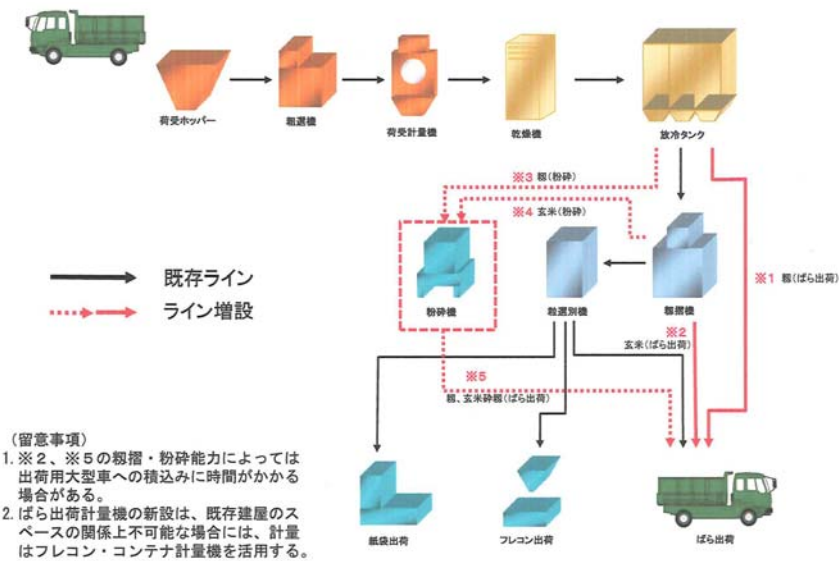 荷受ホッパー
粗選機
荷受計量機
乾燥機
放冷タンク
※3 籾(粉砕)
※4 玄米(粉砕)
粉砕機
粒選別機
籾摺機
※1 籾(ばら出荷)
既存ライン
ライン増設
※2
玄米(ばら出荷)
※5
籾、玄米砕籾(ばら出荷)
(留意事項)
1. ※2、※5の籾摺・粉砕能力によっては
出荷用大型車への積込みに時間がかかる
場合がある。
2. ばら出荷計量機の新設は、既存建屋のス
ペースの関係上不可能な場合には、計量
はフレコン・コンテナ計量機を活用する。
紙袋出荷
フレコン出荷
ばら出荷